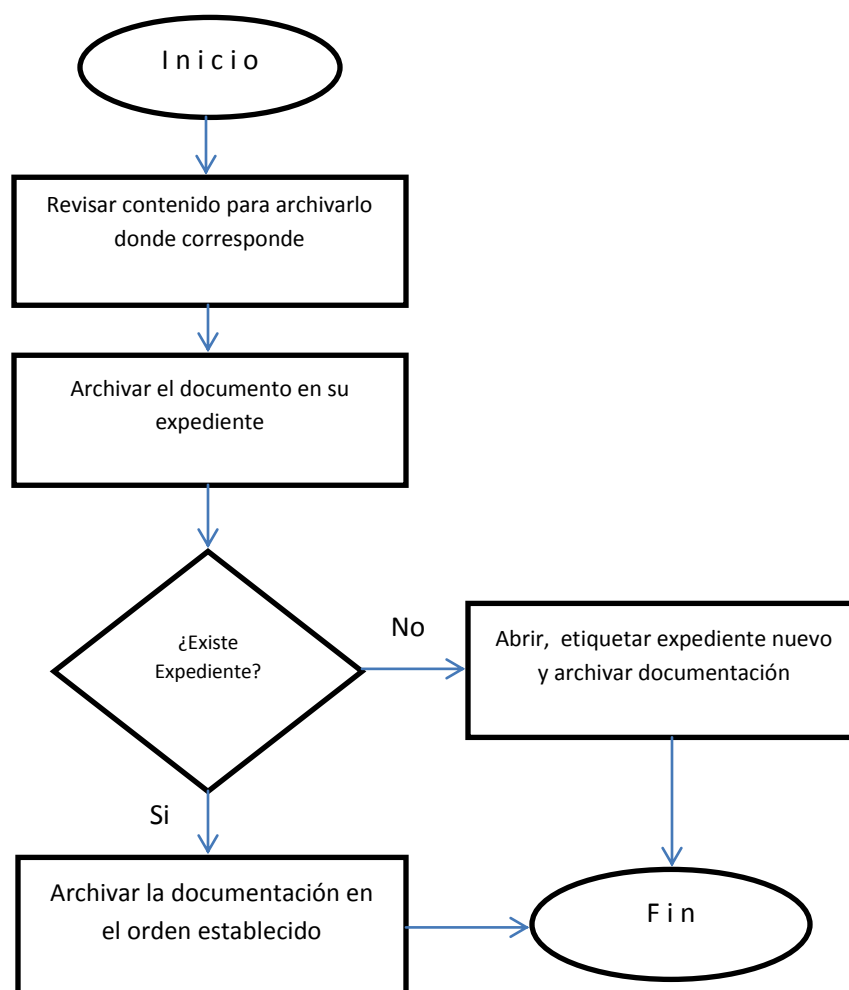 I n i c i o
Revisar contenido para archivarlo
donde corresponde
Archivar el documento en su
expediente
¿Existe
Expediente?
No
Abrir, etiquetar expediente nuevo
y archivar documentación
Si
Archivar la documentación en
el orden establecido
F i n